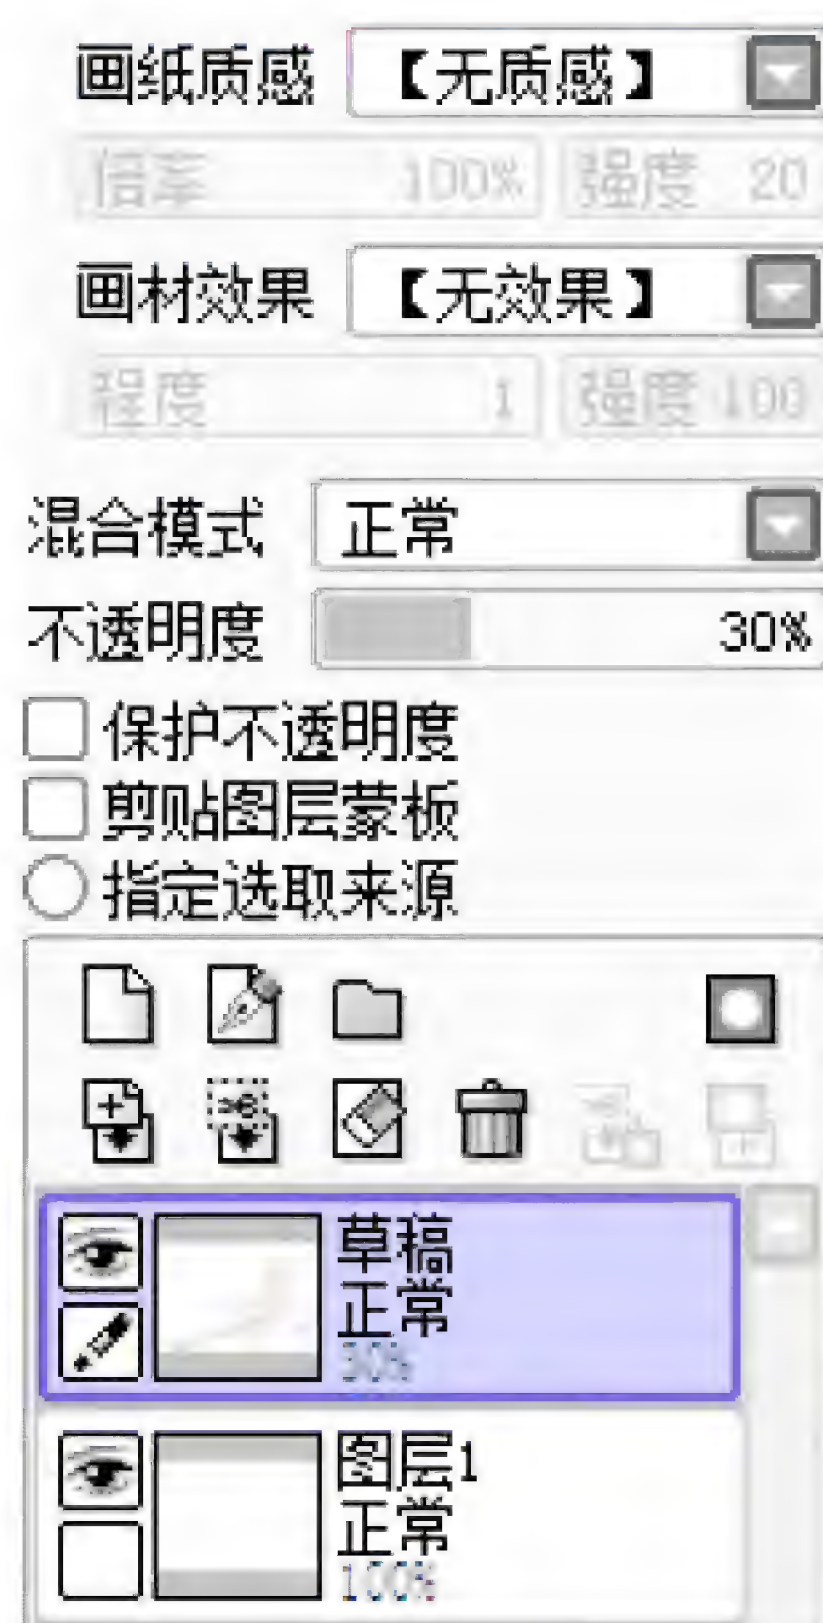 画纸质感 【无质感】
倍率 100% 强度 20
画材效果 【无效果】
程度 1 强度 100
混合模式 正常
不透明度 30%
保护不透明度
剪贴图层蒙板
指定选取来源
草稿
正常
30%
图层1
正常
100%